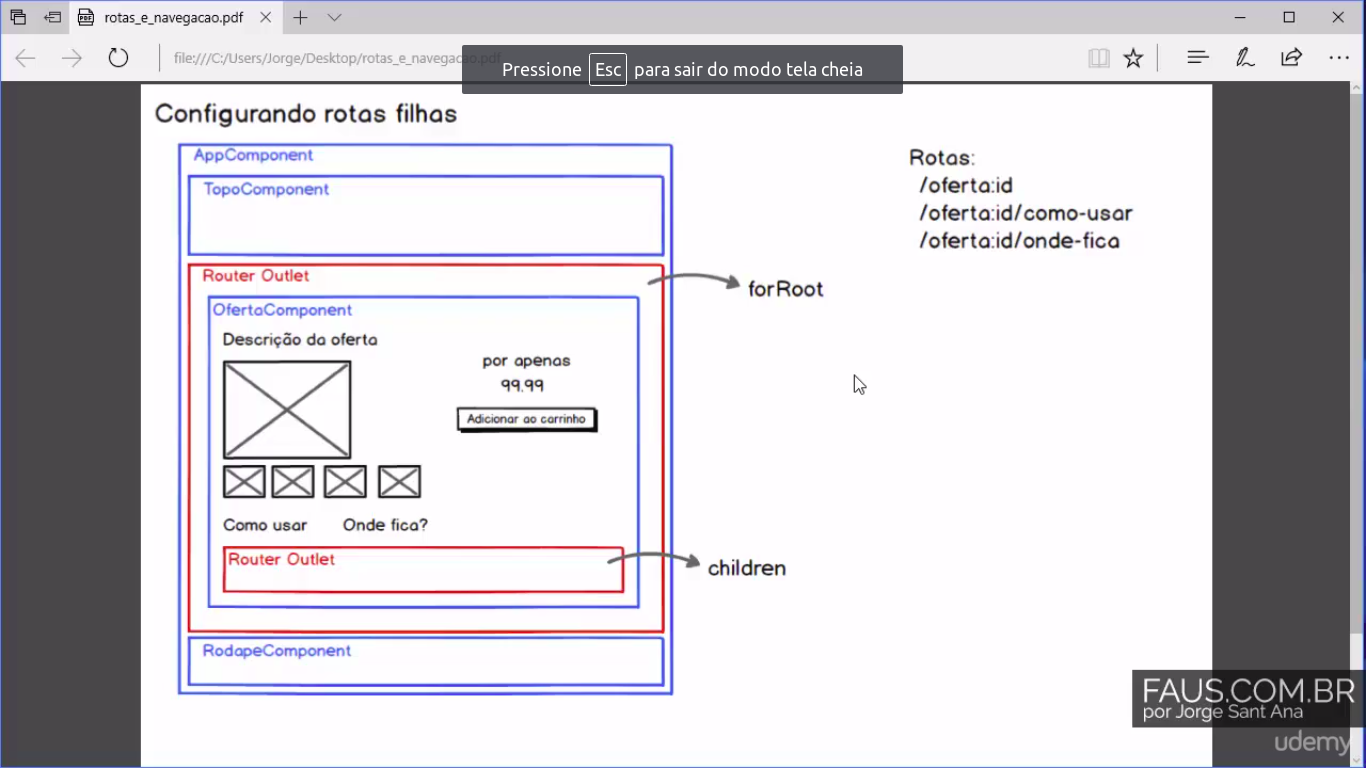 rotas_e_navegacao.pdf
file:///C:/Users/Jorge/Desktop/rotas_e_navegacao.pdf
Pressione Esc para sair do modo tela cheia
Configurando rotas filhas
AppComponent
TopoComponent
Rotas:
/oferta:id
/oferta:id/como-usar
/oferta:id/onde-fica
Router Outlet
forRoot
OfertaComponent
Descrição da oferta
por apenas
99.99
Adicionar ao carrinho
Como usar Onde fica?
Router Outlet
children
RodapeComponent
FAUS.COM.BR
por Jorge Sant Ana
udemy